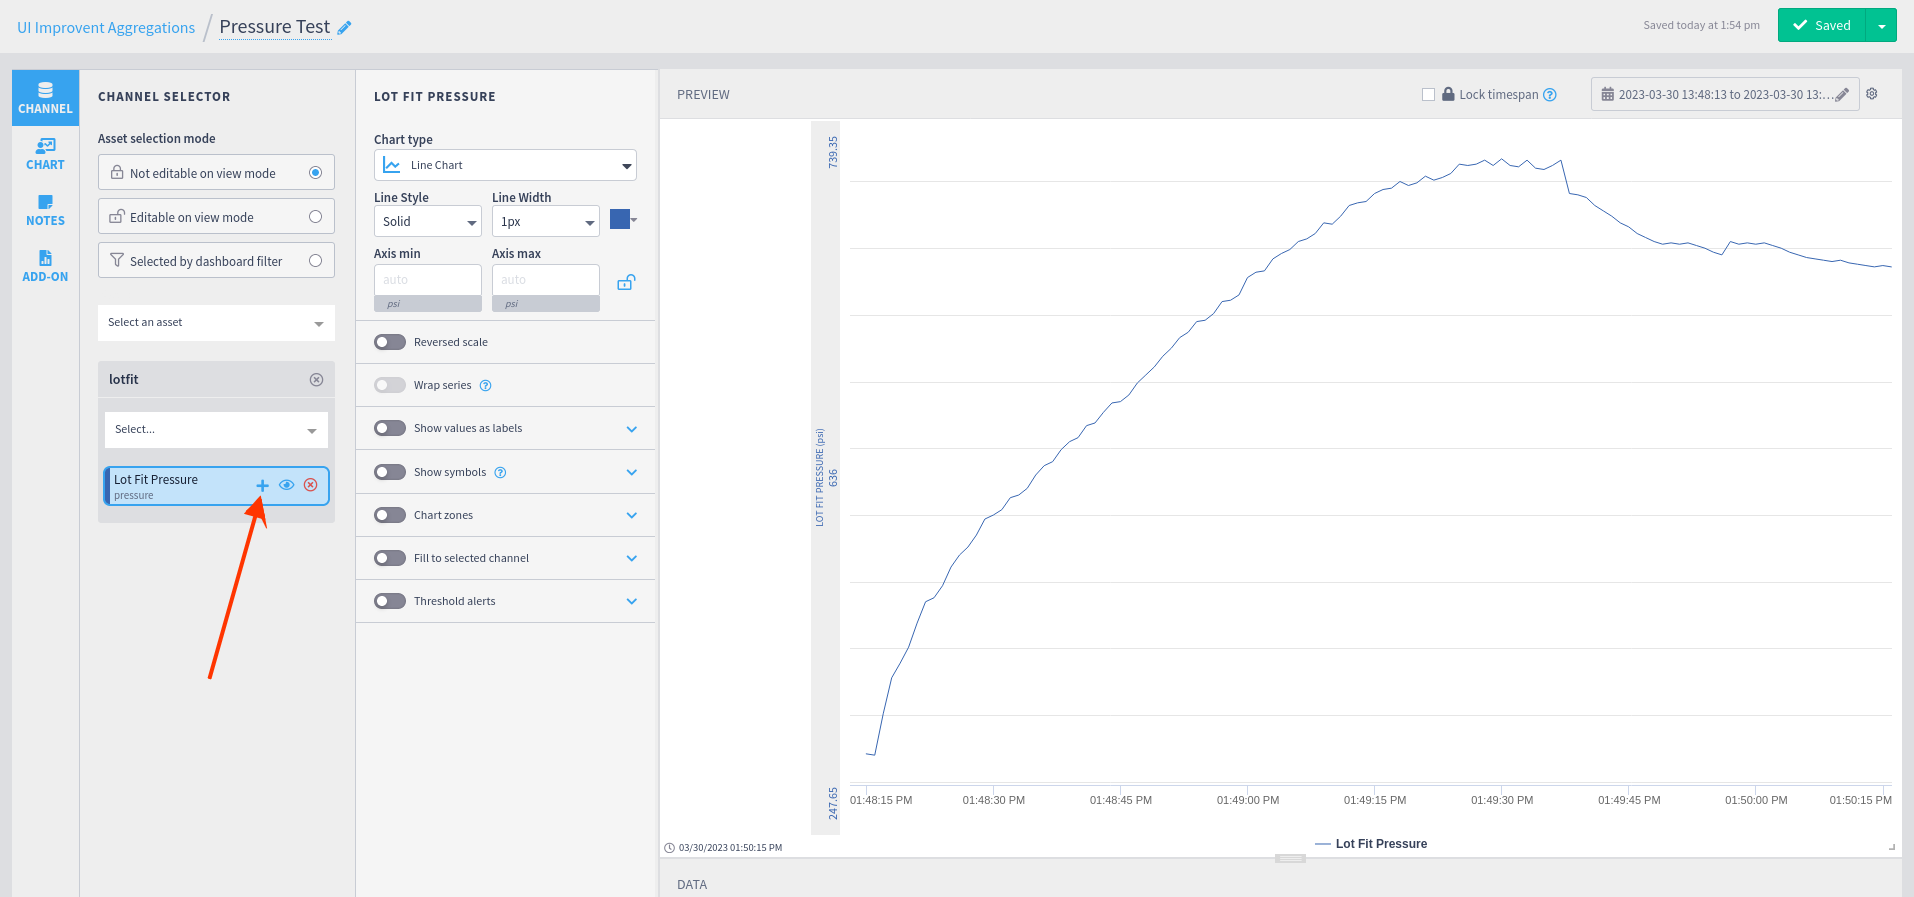 UI Improvent Aggregations / Pressure Test
Saved today at 1:54 pm
Saved
CHANNEL
CHART
NOTES
ADD-ON
CHANNEL SELECTOR
Asset selection mode
Not editable on view mode
Editable on view mode
Selected by dashboard filter
Select an asset
lotfit
Select...
Lot Fit Pressure
pressure
LOT FIT PRESSURE
Chart type
Line Chart
Line Style
Line Width
Solid
1px
Axis min
Axis max
auto
auto
psi
psi
Reversed scale
Wrap series ?
Show values as labels
Show symbols ?
Chart zones
Fill to selected channel
Threshold alerts
PREVIEW
Lock timespan ?
2023-03-30 13:48:13 to 2023-03-30 13:...
739.35
636
247.65
LOT FIT PRESSURE (psi)
01:48:15 PM
01:48:30 PM
01:48:45 PM
01:49:00 PM
01:49:15 PM
01:49:30 PM
01:49:45 PM
01:50:00 PM
01:50:15 PM
Lot Fit Pressure
03/30/2023 01:50:15 PM
DATA